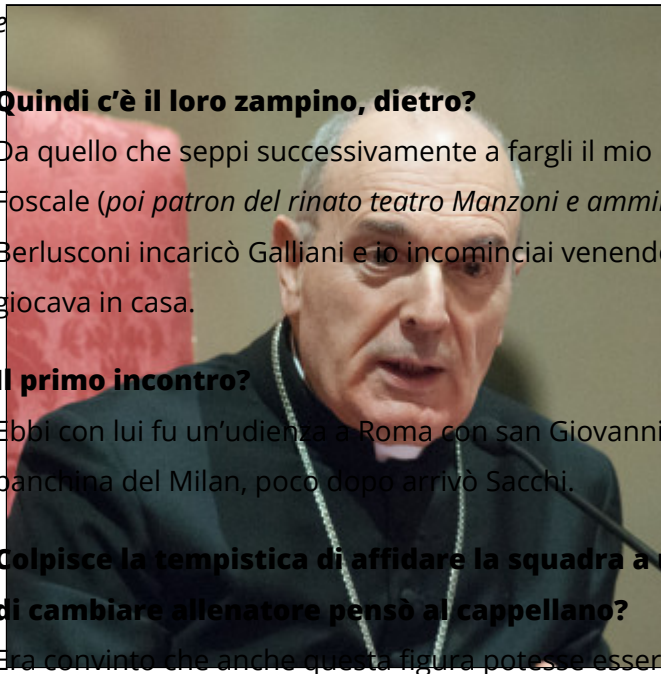 e
Quindi c’è il loro zampino, dietro?
Da quello che seppi successivamente a fargli il mio
Foscale (poi patron del rinato teatro Manzoni e ammi
Berlusconi incaricò Galliani e io incominciai venend
giocava in casa.
Il primo incontro?
Ebbi con lui fu un’udienza a Roma con san Giovanni
panchina del Milan, poco dopo arrivò Sacchi.
Colpisce la tempistica di affidare la squadra a
di cambiare allenatore pensò al cappellano?
Era convinto che anche questa figura potesse esser